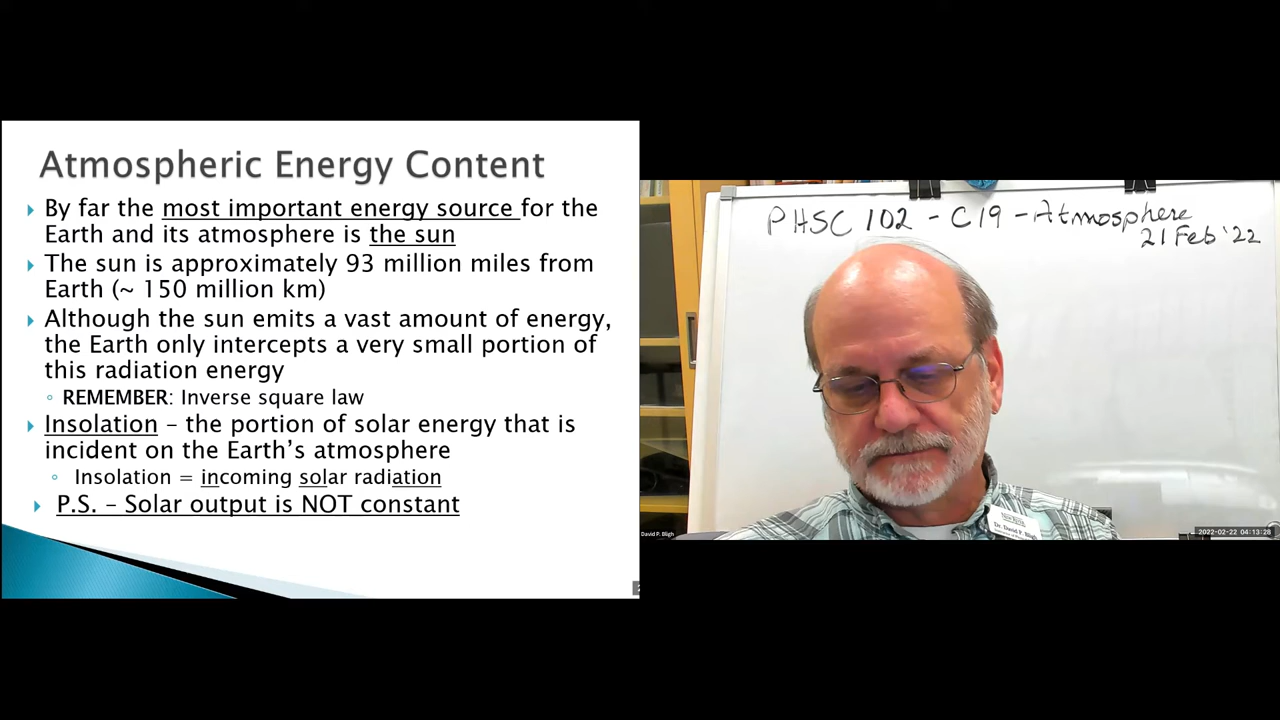 Atmospheric Energy Content
By far the most important energy source for the
Earth and its atmosphere is the sun
The sun is approximately 93 million miles from
Earth (~ 150 million km)
Although the sun emits a vast amount of energy,
the Earth only intercepts a very small portion of
this radiation energy
REMEMBER: Inverse square law
Insolation – the portion of solar energy that is
incident on the Earth's atmosphere
Insolation = incoming solar radiation
P.S. – Solar output is NOT constant
PHSC 102 - C19 - Atmosphere
21 Feb '22
Dr. David P. Bligh
David P. Bligh
2022-02-22 04:13:28